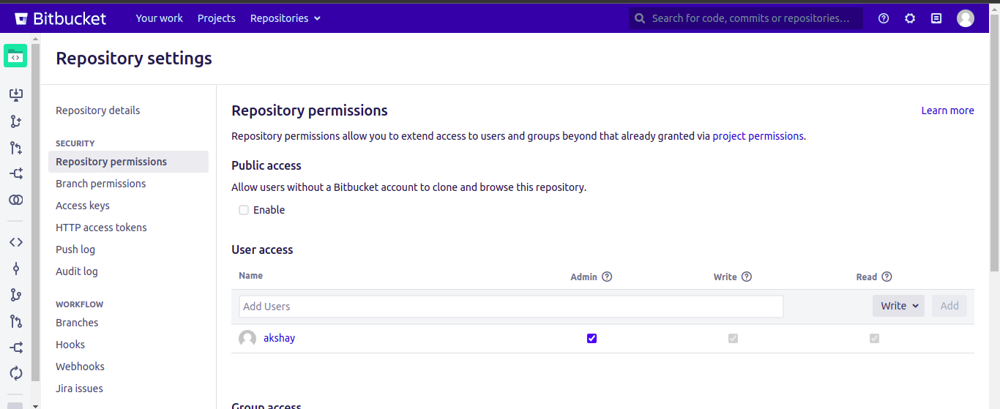 Bitbucket Your work Projects Repositories Search for code, commits or repositories...
Repository settings
Repository details
SECURITY
Repository permissions
Branch permissions
Access keys
HTTP access tokens
Push log
Audit log
WORKFLOW
Branches
Hooks
Webhooks
Jira issues
Repository permissions Learn more
Repository permissions allow you to extend access to users and groups beyond that already granted via project permissions.
Public access
Allow users without a Bitbucket account to clone and browse this repository.
Enable
User access
Name Admin Write Read
Add Users Write Add
akshay
Group access